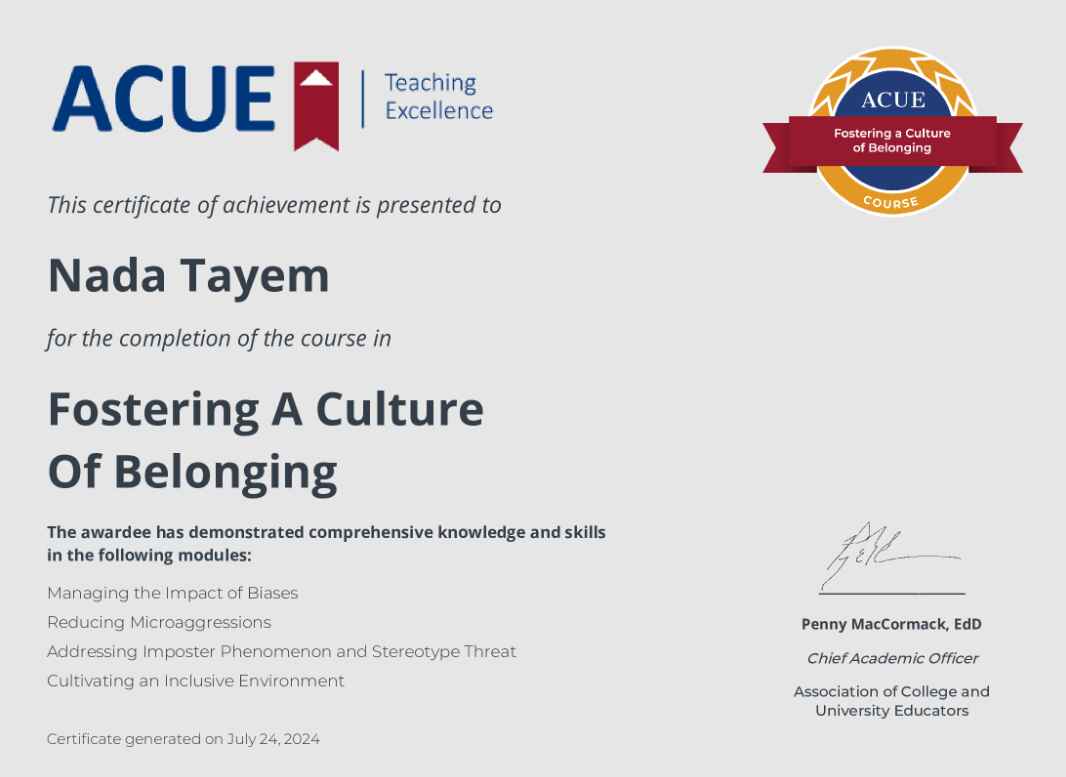 ACUE
Teaching
Excellence
ACUE
Fostering a Culture
of Belonging
COURSE
This certificate of achievement is presented to
Nada Tayem
for the completion of the course in
Fostering A Culture
Of Belonging
The awardee has demonstrated comprehensive knowledge and skills
in the following modules:
Managing the Impact of Biases
Reducing Microaggressions
Addressing Imposter Phenomenon and Stereotype Threat
Cultivating an Inclusive Environment
Certificate generated on July 24, 2024
Penny MacCormack, EdD
Chief Academic Officer
Association of College and
University Educators